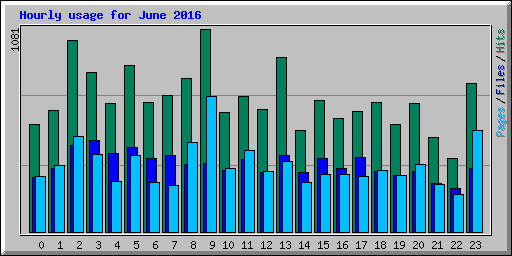 Hourly usage for June 2016
1081
Pages/Files/Hits
0 1 2 3 4 5 6 7 8 9 10 11 12 13 14 15 16 17 18 19 20 21 22 23